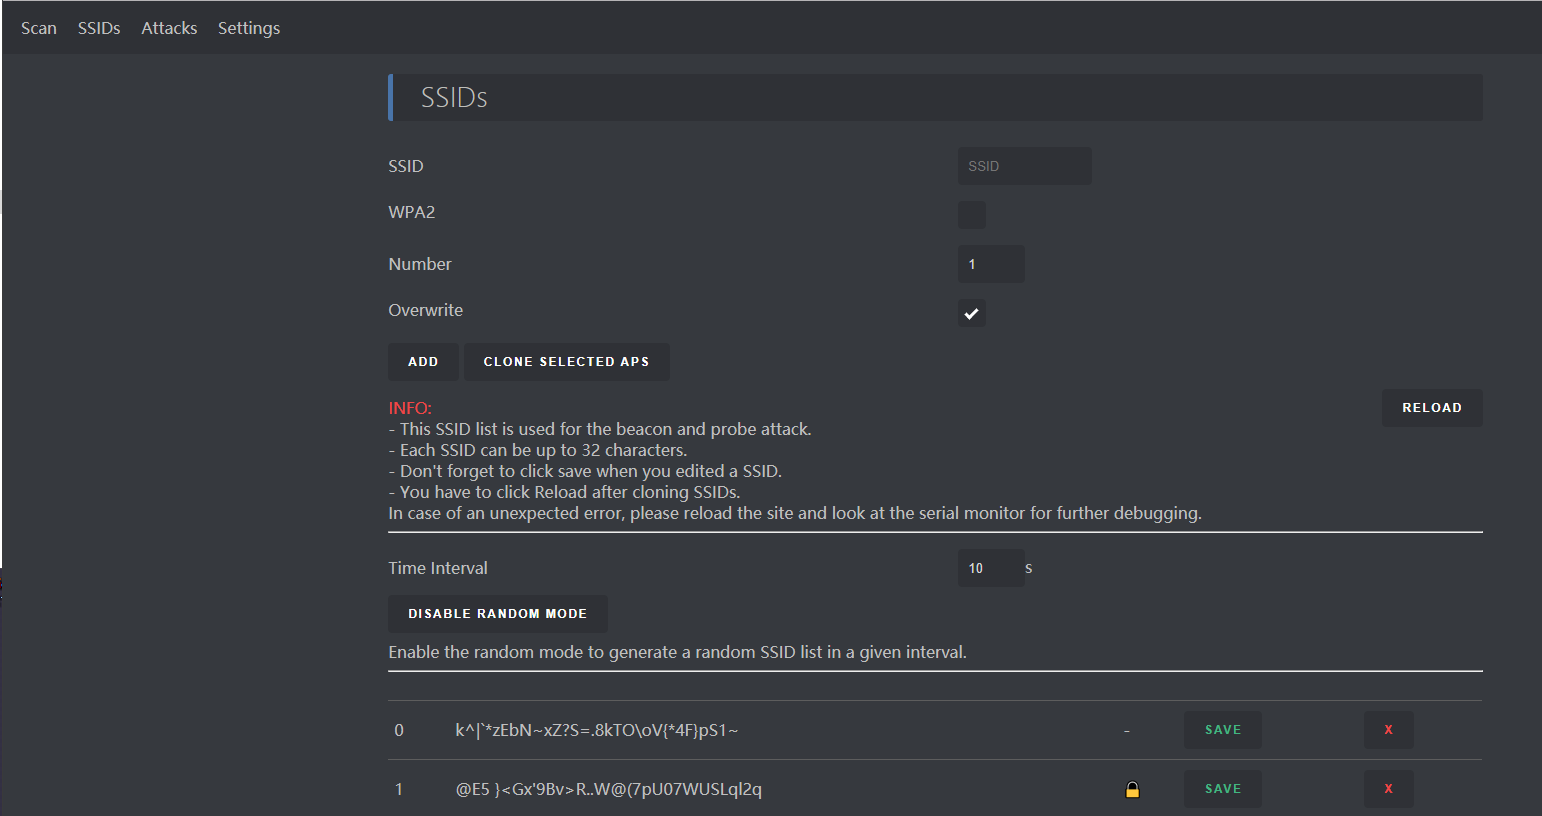 Scan SSIDs Attacks Settings
SSIDs
SSID SSID
WPA2
Number 1
Overwrite
ADD CLONE SELECTED APS
INFO: RELOAD
- This SSID list is used for the beacon and probe attack.
- Each SSID can be up to 32 characters.
- Don't forget to click save when you edited a SSID.
- You have to click Reload after cloning SSIDs.
In case of an unexpected error, please reload the site and look at the serial monitor for further debugging.
Time Interval 10 s
DISABLE RANDOM MODE
Enable the random mode to generate a random SSID list in a given interval.
0 k^|`*zEbN~xZ?S=.8kTO\oV{*4F}pS1~ - SAVE X
1 @E5 }<Gx'9Bv>R..W@(7pU07WUSLql2q SAVE X